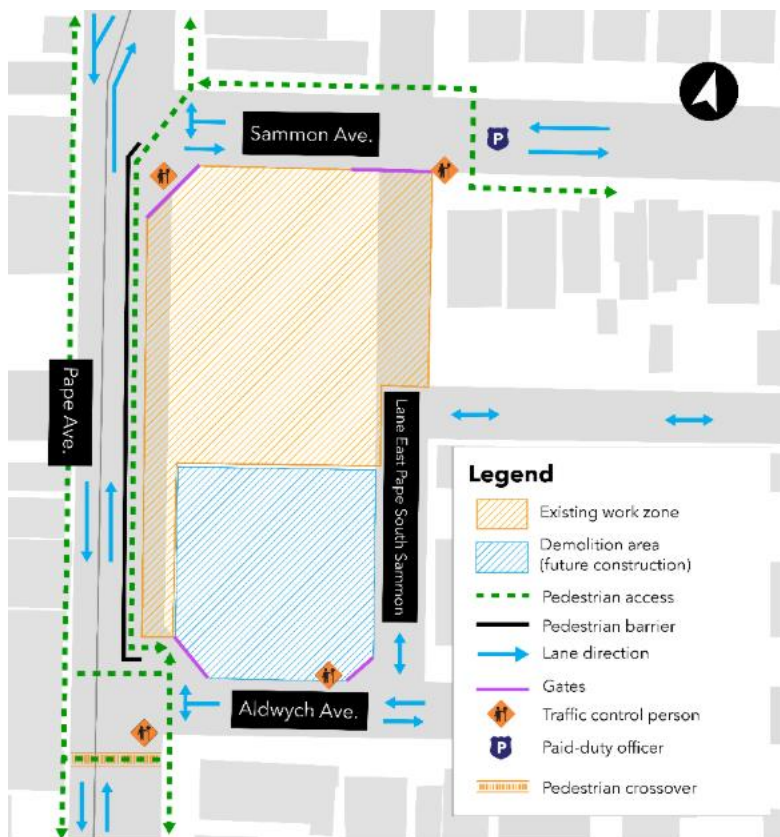 Sammon Ave.
P
Pape Ave.
Lane East Pape South Sammon
Aldwych Ave.
Legend
Existing work zone
Demolition area
(future construction)
Pedestrian access
Pedestrian barrier
Lane direction
Gates
Traffic control person
P
Paid-duty officer
Pedestrian crossover